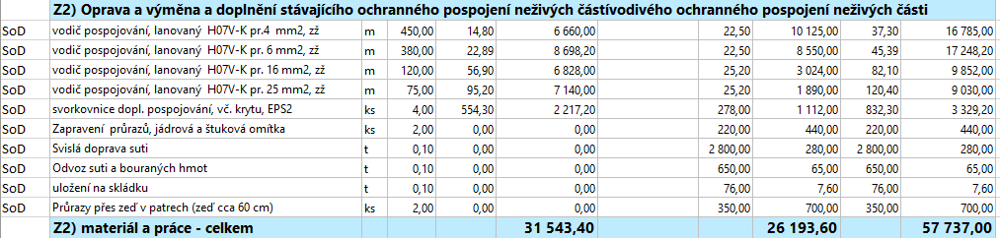 Z2) Oprava a výměna a doplnění stávajícího ochranného pospojení neživých částívodivého ochranného pospojení neživých části
SoD vodič pospojování, lanovaný H07V-K pr.4 mm2, zž m 450,00 14,80 6 660,00 22,50 10 125,00 37,30 16 785,00
SoD vodič pospojování, lanovaný H07V-K pr. 6 mm2, zž m 380,00 22,89 8 698,20 22,50 8 550,00 45,39 17 248,20
SoD vodič pospojování, lanovaný H07V-K pr. 16 mm2, zž m 120,00 56,90 6 828,00 25,20 3 024,00 82,10 9 852,00
SoD vodič pospojování, lanovaný H07V-K pr. 25 mm2, zž m 75,00 95,20 7 140,00 25,20 1 890,00 120,40 9 030,00
SoD svorkovnice dopl. pospojování, vč. krytu, EPS2 ks 4,00 554,30 2 217,20 278,00 1 112,00 832,30 3 329,20
SoD Zapravení průrazů, jádrová a štuková omítka ks 2,00 0,00 0,00 220,00 440,00 220,00 440,00
SoD Svislá doprava suti t 0,10 0,00 0,00 2 800,00 280,00 2 800,00 280,00
SoD Odvoz suti a bouraných hmot t 0,10 0,00 0,00 650,00 65,00 650,00 65,00
SoD uložení na skládku t 0,10 0,00 0,00 76,00 7,60 76,00 7,60
SoD Průrazy přes zeď v patrech (zeď cca 60 cm) ks 2,00 0,00 0,00 350,00 700,00 350,00 700,00
Z2) materiál a práce - celkem 31 543,40 26 193,60 57 737,00